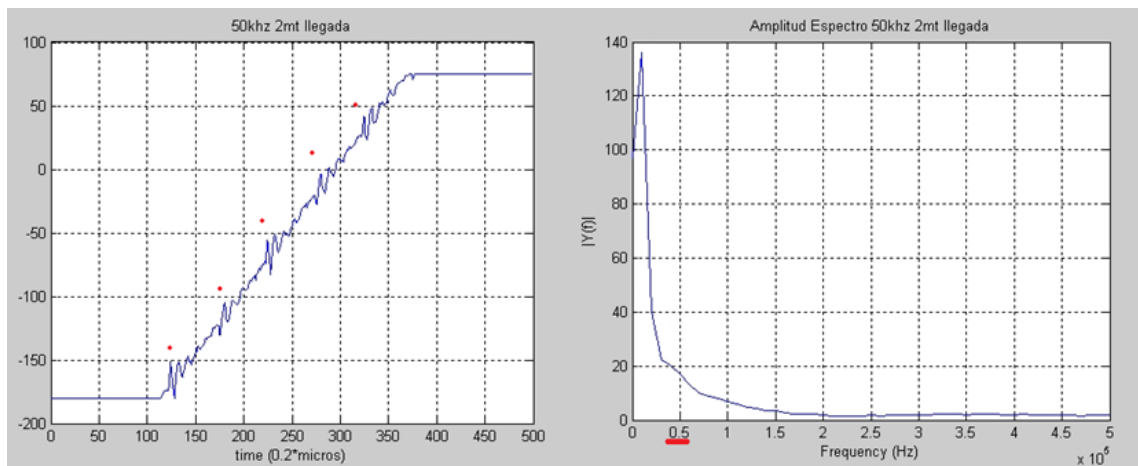 50khz 2mt llegada
100
50
0
-50
-100
-150
-200
0 50 100 150 200 250 300 350 400 450 500
time (0.2*micros)
Amplitud Espectro 50khz 2mt llegada
|Y(f)|
140
120
100
80
60
40
20
0
0 0.5 1 1.5 2 2.5 3 3.5 4 4.5 5
x 10⁵
Frequency (Hz)